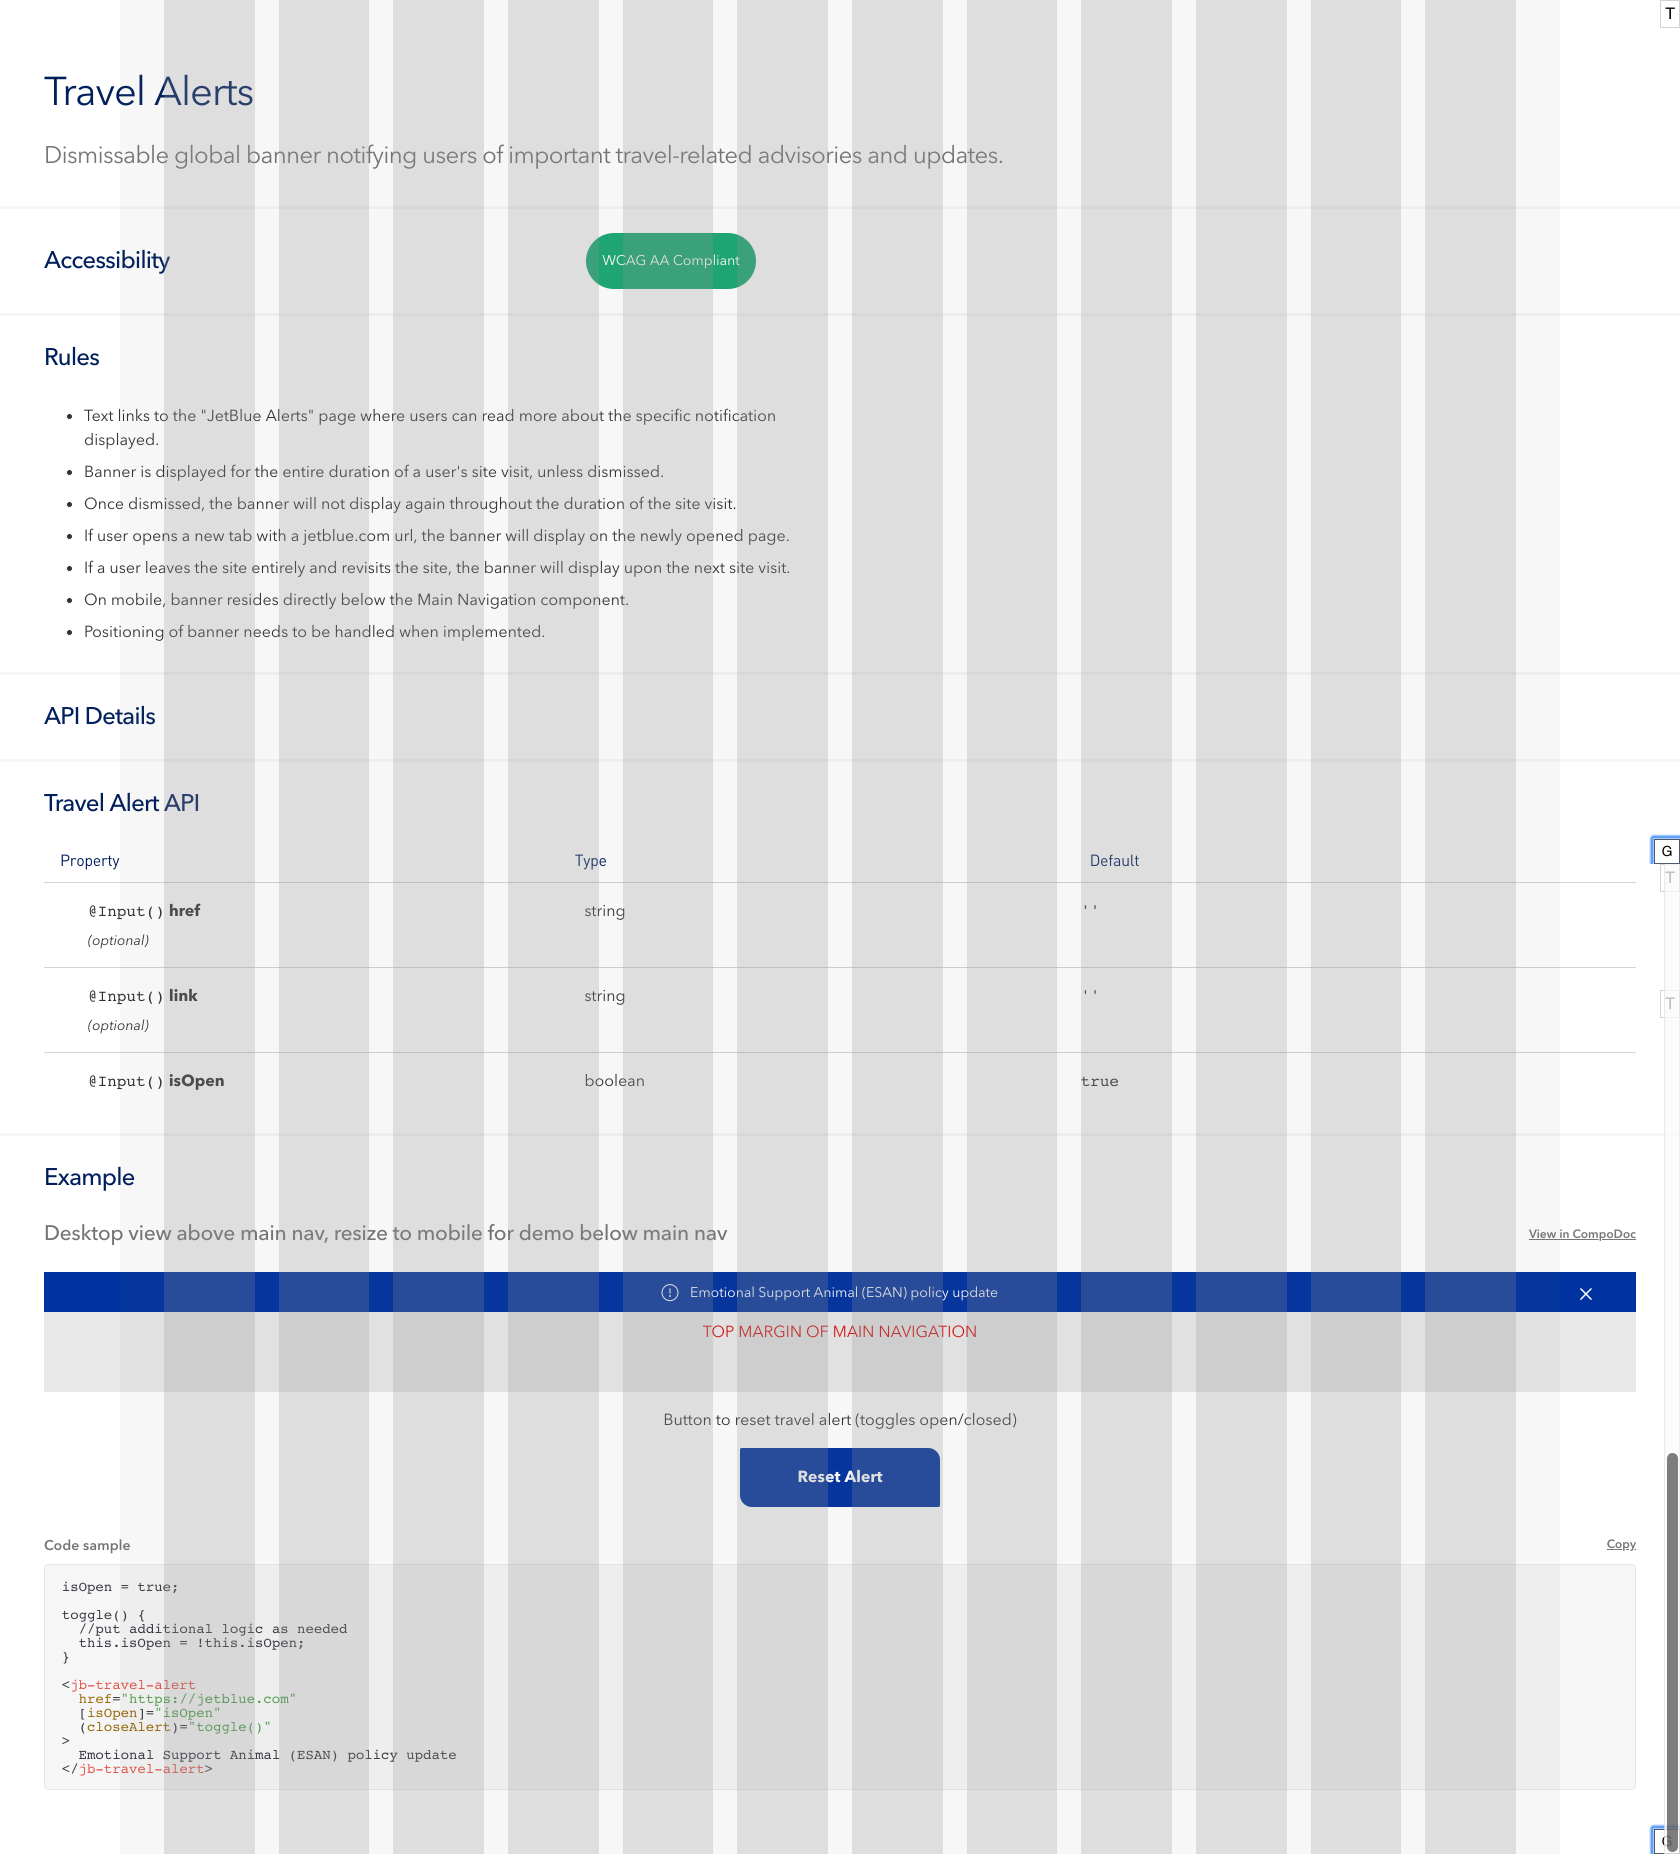 T
Travel Alerts
Dismissable global banner notifying users of important travel-related advisories and updates.
Accessibility
WCAG AA Compliant
Rules
Text links to the "JetBlue Alerts" page where users can read more about the specific notification
displayed.
Banner is displayed for the entire duration of a user's site visit, unless dismissed.
Once dismissed, the banner will not display again throughout the duration of the site visit.
If user opens a new tab with a jetblue.com url, the banner will display on the newly opened page.
If a user leaves the site entirely and revisits the site, the banner will display upon the next site visit.
On mobile, banner resides directly below the Main Navigation component.
Positioning of banner needs to be handled when implemented.
API Details
Travel Alert API
Property Type Default
G
T
@Input() href string ''
(optional)
@Input() link string ''
T
(optional)
@Input() isOpen boolean true
Example
Desktop view above main nav, resize to mobile for demo below main nav
View in CompoDoc
Emotional Support Animal (ESAN) policy update
TOP MARGIN OF MAIN NAVIGATION
Button to reset travel alert (toggles open/closed)
Reset Alert
Code sample
Copy
isOpen = true;
toggle() {
//put additional logic as needed
this.isOpen = !this.isOpen;
}
<jb-travel-alert
href="https://jetblue.com"
[isOpen]="isOpen"
(closeAlert)="toggle()"
>
Emotional Support Animal (ESAN) policy update
</jb-travel-alert>
G